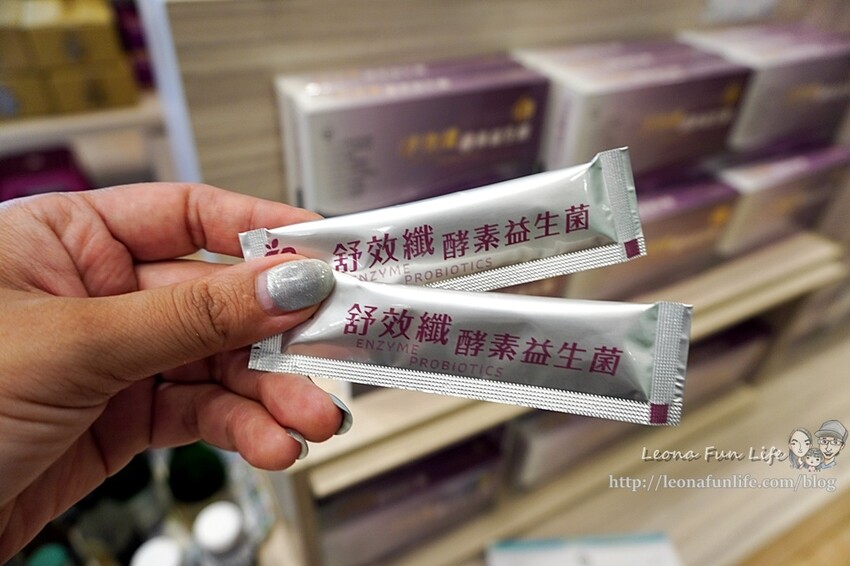 舒效纖 酵素益生菌
ENZYME PROBIOTICS
舒效纖 酵素益生菌
ENZYME PROBIOTICS
Leona Fun Life
http://leonafunlife.com/blog